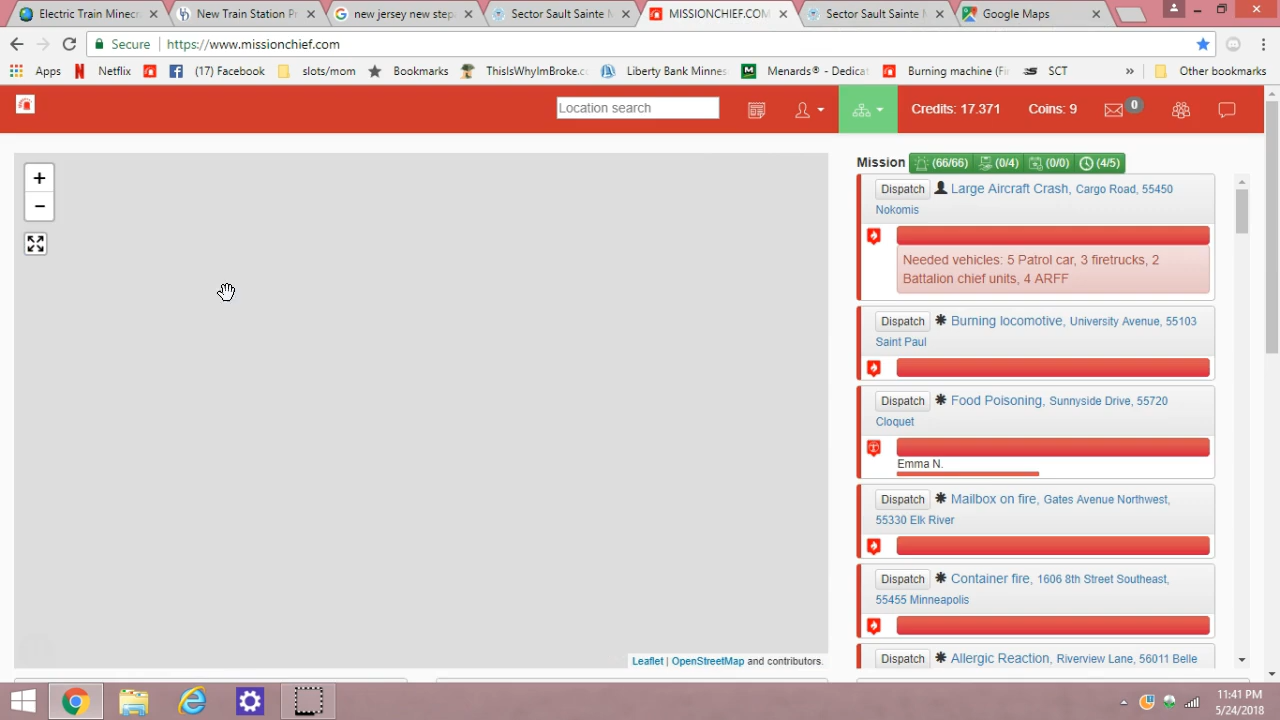 Electric Train Minecr
New Train Station Pr
new jersey new step
Sector Sault Sainte
MISSIONCHIEF.COM
Sector Sault Sainte M
Google Maps
Secure
https://www.missionchief.com
Apps
Netflix
(17) Facebook
slots/mom
Bookmarks
ThisIsWhyImBroke.c
Liberty Bank Minnes
Menards® - Dedicat
Burning machine (Fi
SCT
»
Other bookmarks
Location search
Credits: 17.371
Coins: 9
0
+
−
Mission
(66/66)
(0/4)
(0/0)
(4/5)
Dispatch Large Aircraft Crash, Cargo Road, 55450
Nokomis
Needed vehicles: 5 Patrol car, 3 firetrucks, 2
Battalion chief units, 4 ARFF
Dispatch Burning locomotive, University Avenue, 55103
Saint Paul
Dispatch Food Poisoning, Sunnyside Drive, 55720
Cloquet
Emma N.
Dispatch Mailbox on fire, Gates Avenue Northwest,
55330 Elk River
Dispatch Container fire, 1606 8th Street Southeast,
55455 Minneapolis
Dispatch Allergic Reaction, Riverview Lane, 56011 Belle
Leaflet | OpenStreetMap and contributors.
11:41 PM
5/24/2018